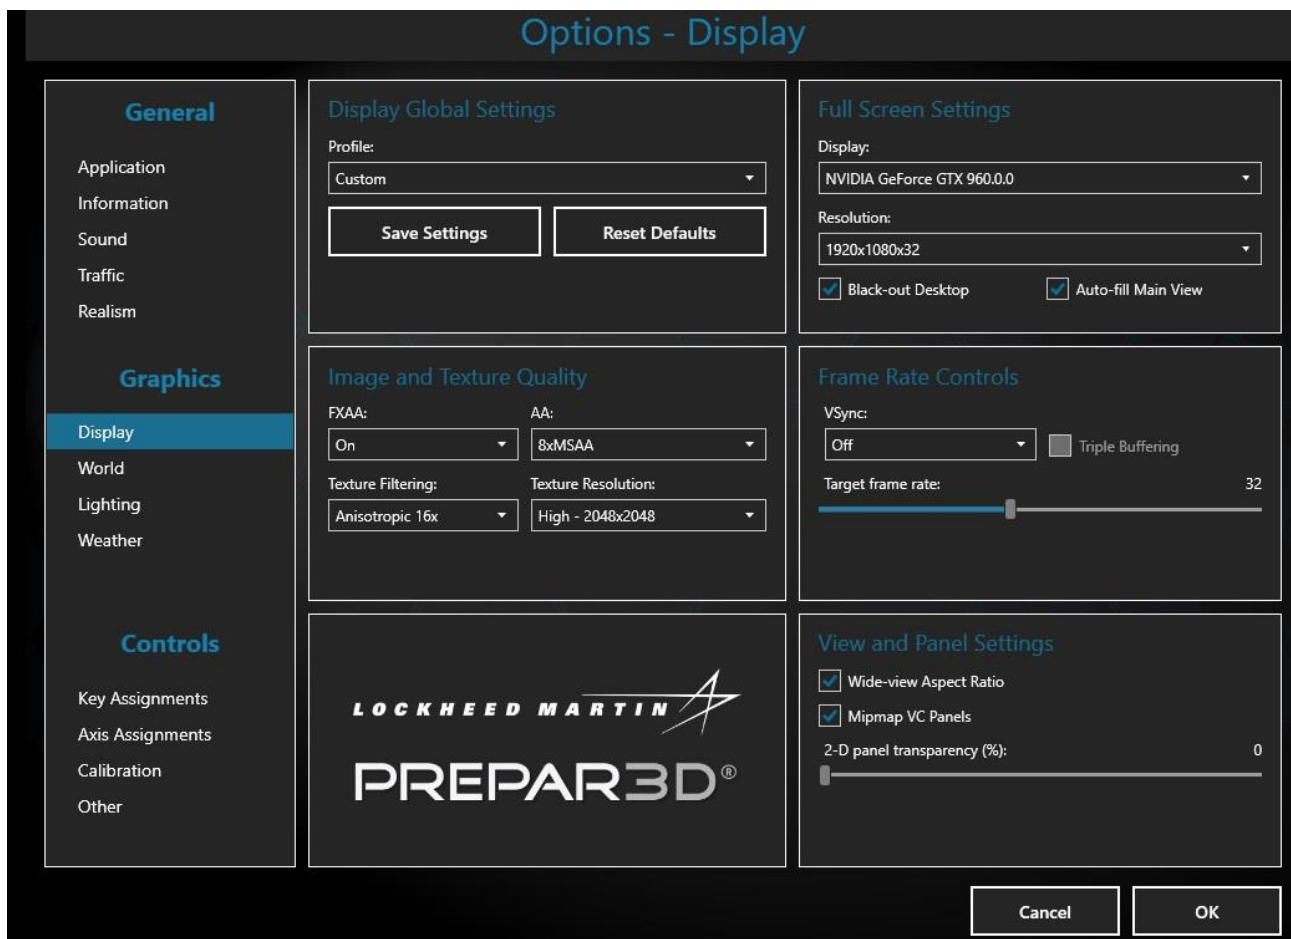 Options - Display
General
Application
Information
Sound
Traffic
Realism
Graphics
Display
World
Lighting
Weather
Controls
Key Assignments
Axis Assignments
Calibration
Other
Display Global Settings
Profile:
Custom
Save Settings Reset Defaults
Full Screen Settings
Display:
NVIDIA GeForce GTX 960.0.0
Resolution:
1920x1080x32
Black-out Desktop Auto-fill Main View
Image and Texture Quality
FXAA: AA:
On 8xMSAA
Texture Filtering: Texture Resolution:
Anisotropic 16x High - 2048x2048
Frame Rate Controls
VSync:
Off Triple Buffering
Target frame rate: 32
LOCKHEED MARTIN
PREPAR3D®
View and Panel Settings
Wide-view Aspect Ratio
Mipmap VC Panels
2-D panel transparency (%): 0
Cancel OK